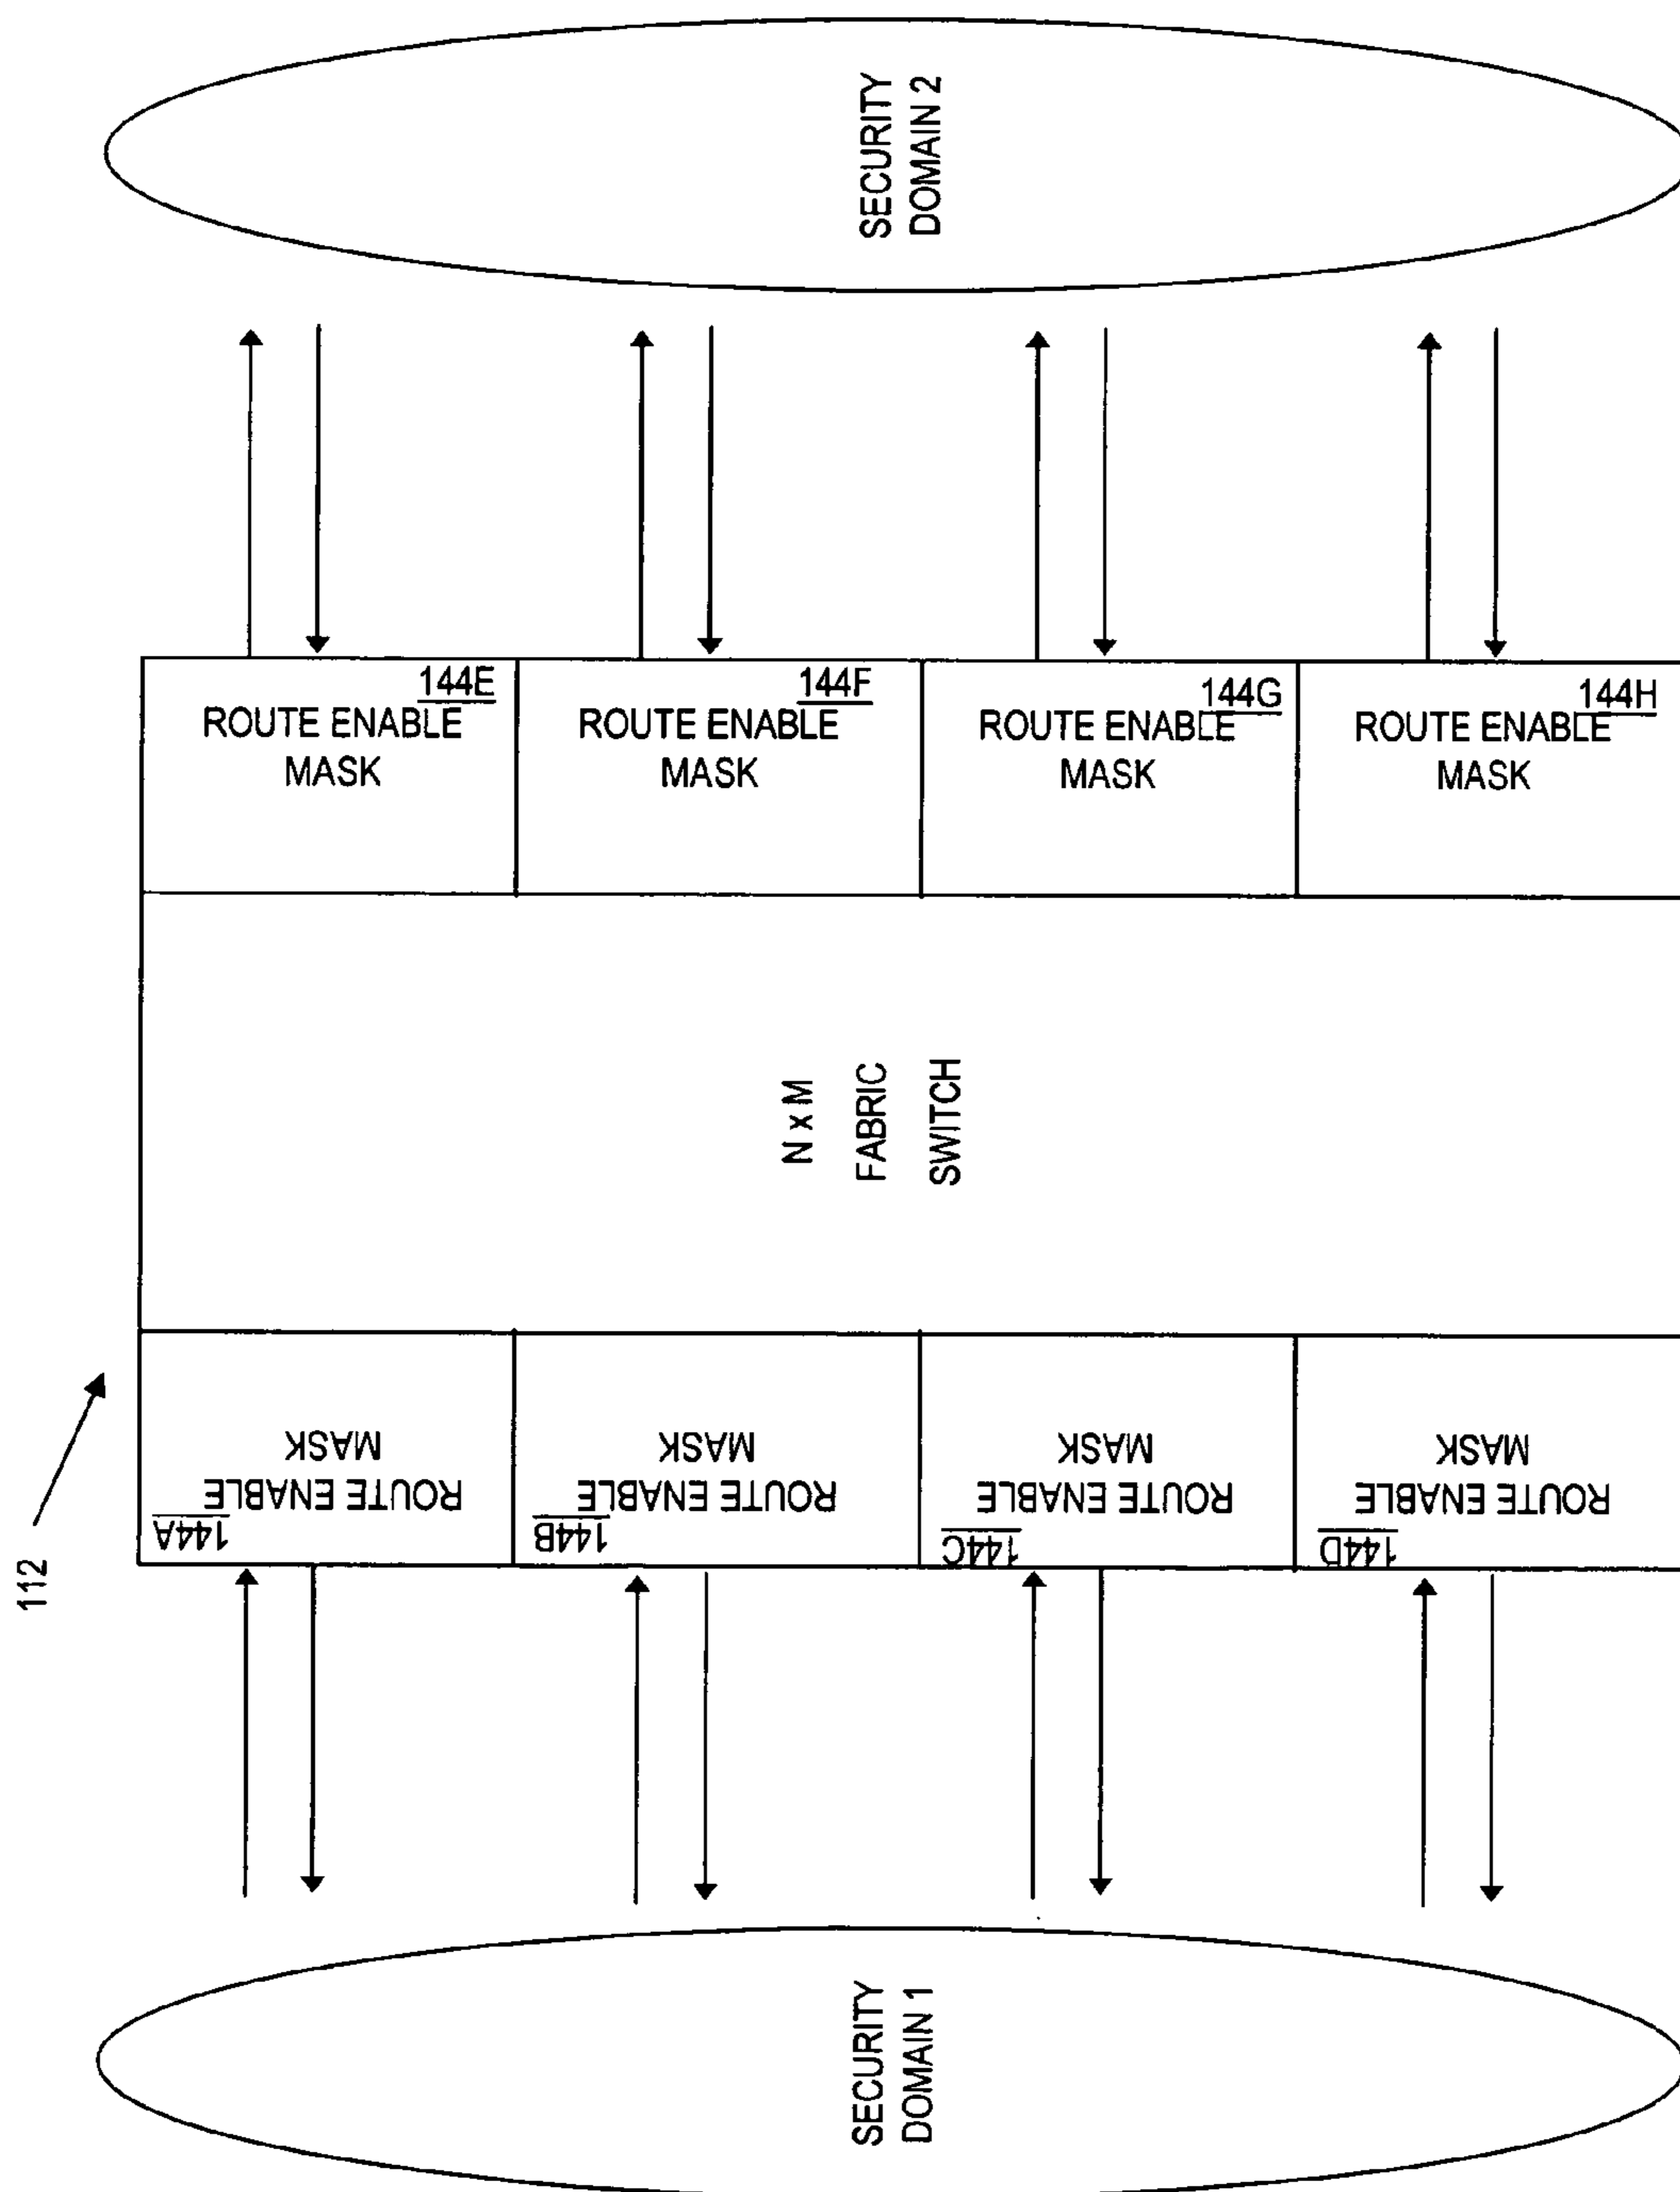 SECURITY
DOMAIN 2
144E
ROUTE ENABLE
MASK
144F
ROUTE ENABLE
MASK
144G
ROUTE ENABLE
MASK
144H
ROUTE ENABLE
MASK
N x M
FABRIC
SWITCH
112
144A
ROUTE ENABLE
MASK
144B
ROUTE ENABLE
MASK
144C
ROUTE ENABLE
MASK
144D
ROUTE ENABLE
MASK
SECURITY
DOMAIN 1